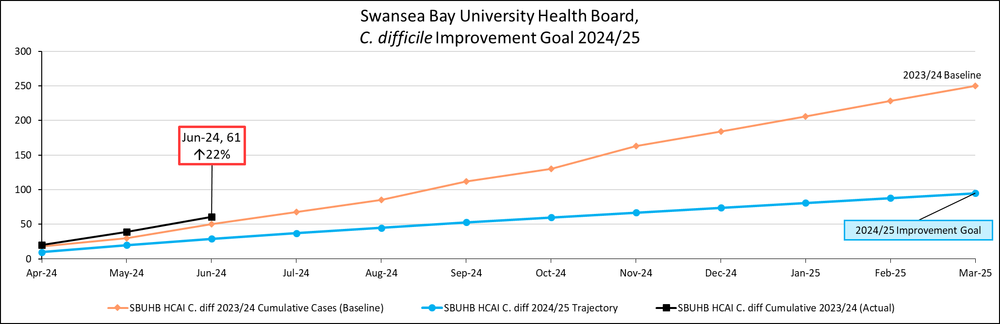 Swansea Bay University Health Board,
C. difficile Improvement Goal 2024/25
300
250
200
150
100
50
0
2023/24 Baseline
Jun-24, 61
↑22%
2024/25 Improvement Goal
Apr-24 May-24 Jun-24 Jul-24 Aug-24 Sep-24 Oct-24 Nov-24 Dec-24 Jan-25 Feb-25 Mar-25
SBUHB HCAI C. diff 2023/24 Cumulative Cases (Baseline) SBUHB HCAI C. diff 2024/25 Trajectory SBUHB HCAI C. diff Cumulative 2023/24 (Actual)